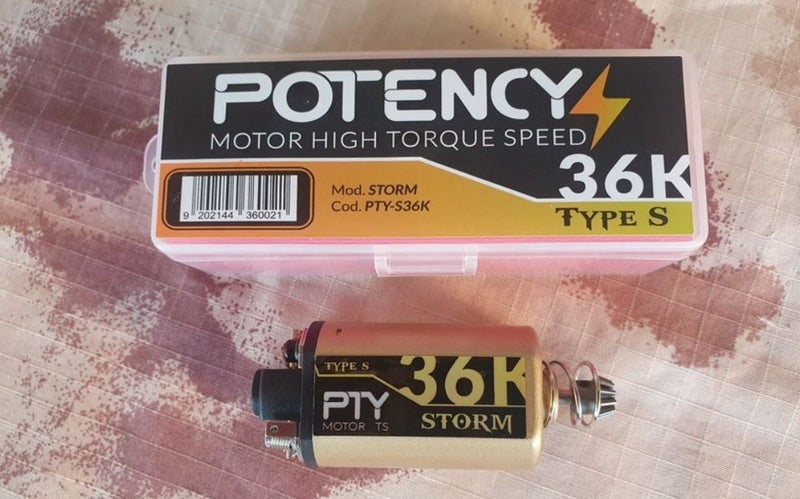 POTENCY
MOTOR HIGH TORQUE SPEED
36K
TYPE S
Mod. STORM
Cod. PTY-S36K
9 202144 360021
TYPE S
36K
PTY
MOTOR TS
STORM